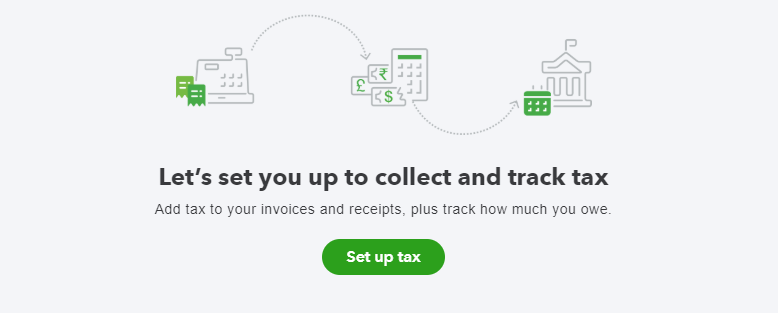 £
₹
$
Let's set you up to collect and track tax
Add tax to your invoices and receipts, plus track how much you owe.
Set up tax